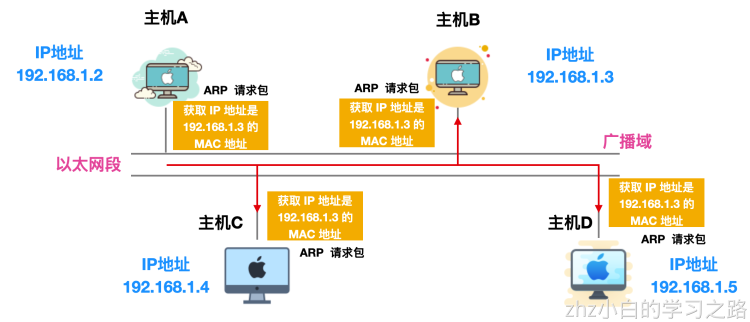 主机A
IP地址
192.168.1.2
ARP 请求包
获取 IP 地址是
192.168.1.3 的
MAC 地址
主机B
IP地址
192.168.1.3
ARP 请求包
获取 IP 地址是
192.168.1.3 的
MAC 地址
广播域
以太网段
获取 IP 地址是
192.168.1.3 的
MAC 地址
主机C
ARP 请求包
IP地址
192.168.1.4
获取 IP 地址是
192.168.1.3 的
MAC 地址
主机D
ARP 请求包
IP地址
192.168.1.5
zhz小白的学习之路